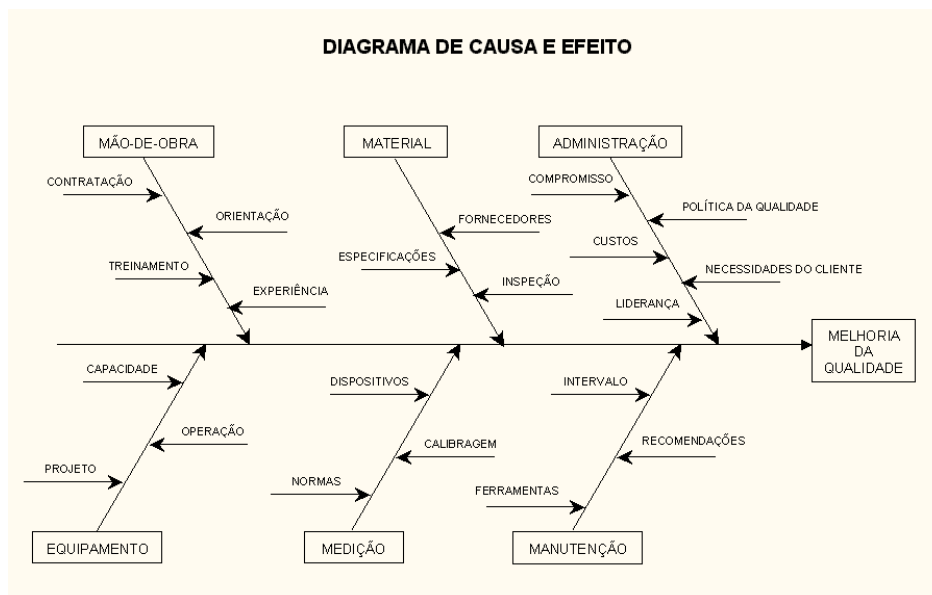 DIAGRAMA DE CAUSA E EFEITO
MÃO-DE-OBRA
MATERIAL
ADMINISTRAÇÃO
CONTRATAÇÃO
ORIENTAÇÃO
TREINAMENTO
EXPERIÊNCIA
FORNECEDORES
ESPECIFICAÇÕES
INSPEÇÃO
COMPROMISSO
POLÍTICA DA QUALIDADE
CUSTOS
NECESSIDADES DO CLIENTE
LIDERANÇA
MELHORIA
DA
QUALIDADE
CAPACIDADE
OPERAÇÃO
PROJETO
DISPOSITIVOS
CALIBRAGEM
NORMAS
INTERVALO
RECOMENDAÇÕES
FERRAMENTAS
EQUIPAMENTO
MEDIÇÃO
MANUTENÇÃO